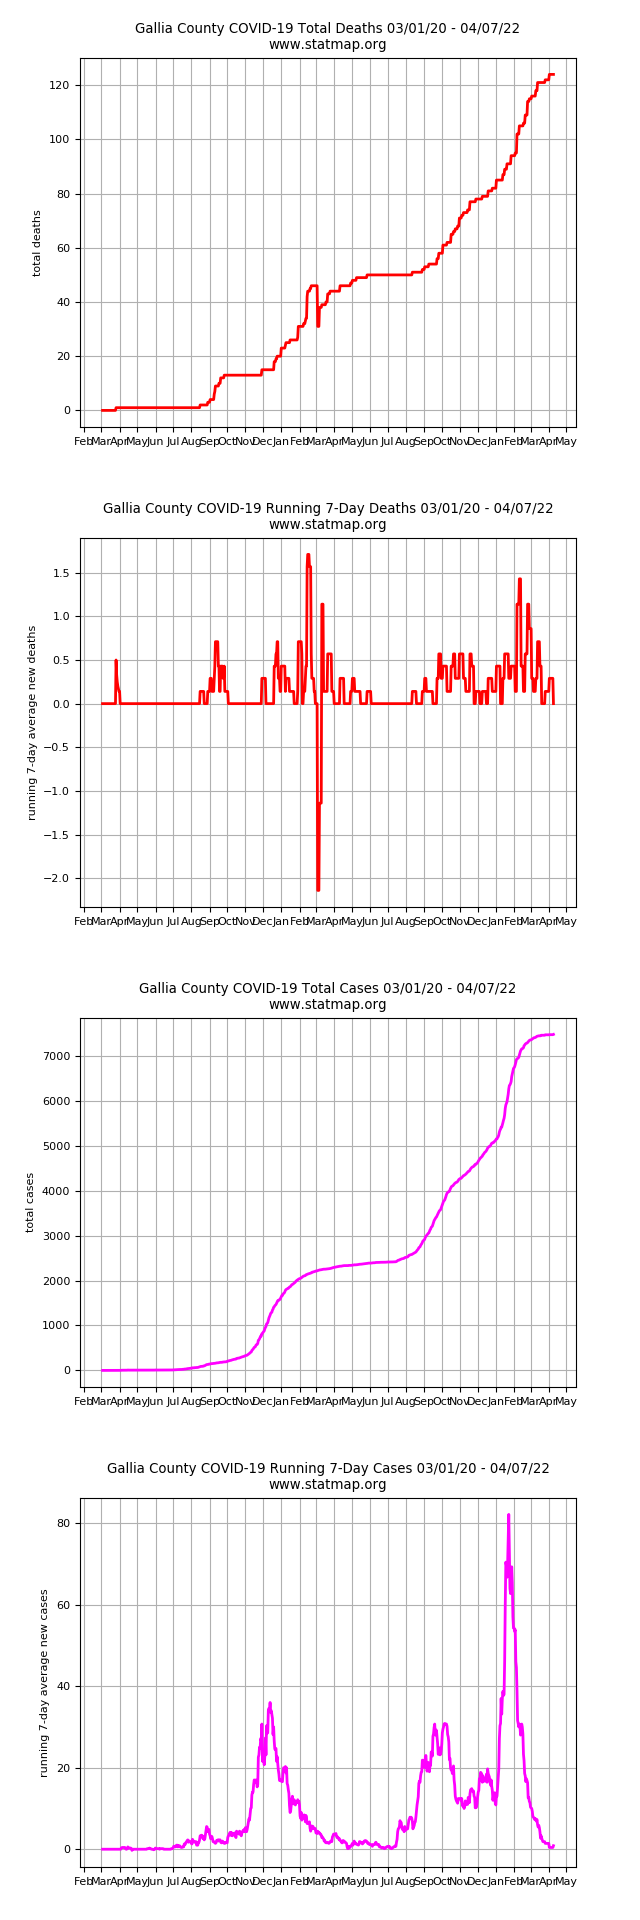 Gallia County COVID-19 Total Deaths 03/01/20 - 04/07/22
www.statmap.org
120
100
80
60
40
20
0
total deaths
Feb Mar Apr May Jun Jul Aug Sep Oct Nov Dec Jan Feb Mar Apr May Jun Jul Aug Sep Oct Nov Dec Jan Feb Mar Apr May
Gallia County COVID-19 Running 7-Day Deaths 03/01/20 - 04/07/22
www.statmap.org
1.5
1.0
0.5
0.0
−0.5
−1.0
−1.5
−2.0
running 7-day average new deaths
Feb Mar Apr May Jun Jul Aug Sep Oct Nov Dec Jan Feb Mar Apr May Jun Jul Aug Sep Oct Nov Dec Jan Feb Mar Apr May
Gallia County COVID-19 Total Cases 03/01/20 - 04/07/22
www.statmap.org
7000
6000
5000
4000
3000
2000
1000
0
total cases
Feb Mar Apr May Jun Jul Aug Sep Oct Nov Dec Jan Feb Mar Apr May Jun Jul Aug Sep Oct Nov Dec Jan Feb Mar Apr May
Gallia County COVID-19 Running 7-Day Cases 03/01/20 - 04/07/22
www.statmap.org
80
60
40
20
0
running 7-day average new cases
Feb Mar Apr May Jun Jul Aug Sep Oct Nov Dec Jan Feb Mar Apr May Jun Jul Aug Sep Oct Nov Dec Jan Feb Mar Apr May